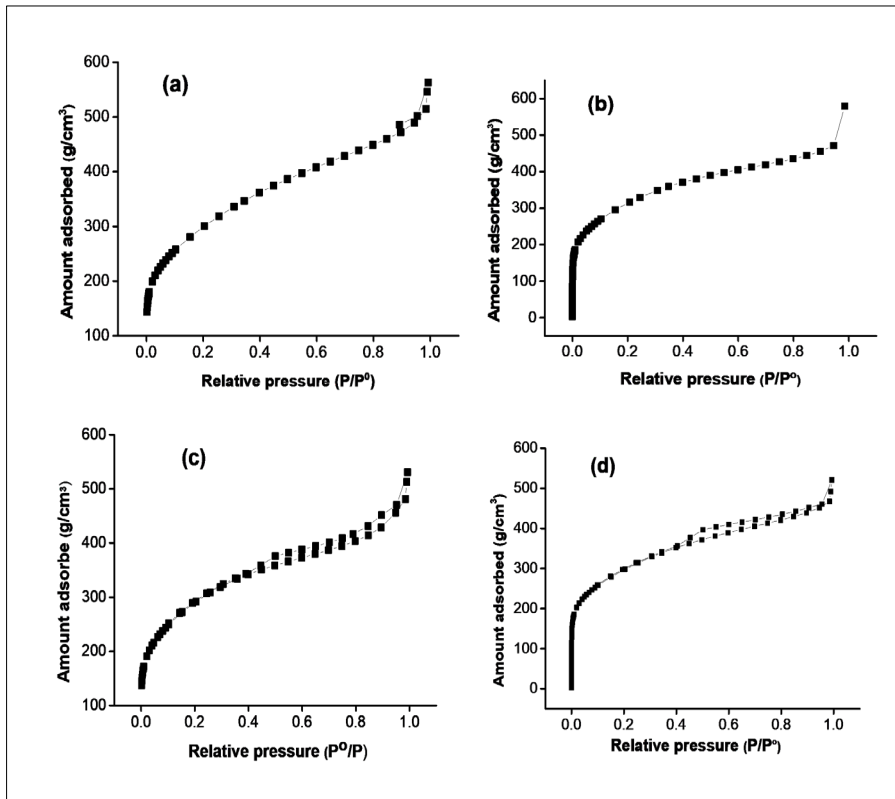 (a)
Amount adsorbed (g/cm³)
600
500
400
300
200
100
0.0 0.2 0.4 0.6 0.8 1.0
Relative pressure (P/P⁰)
(b)
Amount adsorbed (g/cm³)
600
500
400
300
200
100
0
0.0 0.2 0.4 0.6 0.8 1.0
Relative pressure (P/P°)
(c)
Amount adsorbe (g/cm³)
600
500
400
300
200
100
0.0 0.2 0.4 0.6 0.8 1.0
Relative pressure (P⁰/P)
(d)
Amount adsorbed (g/cm³)
600
500
400
300
200
100
0
0.0 0.2 0.4 0.6 0.8 1.0
Relative pressure (P/P°)